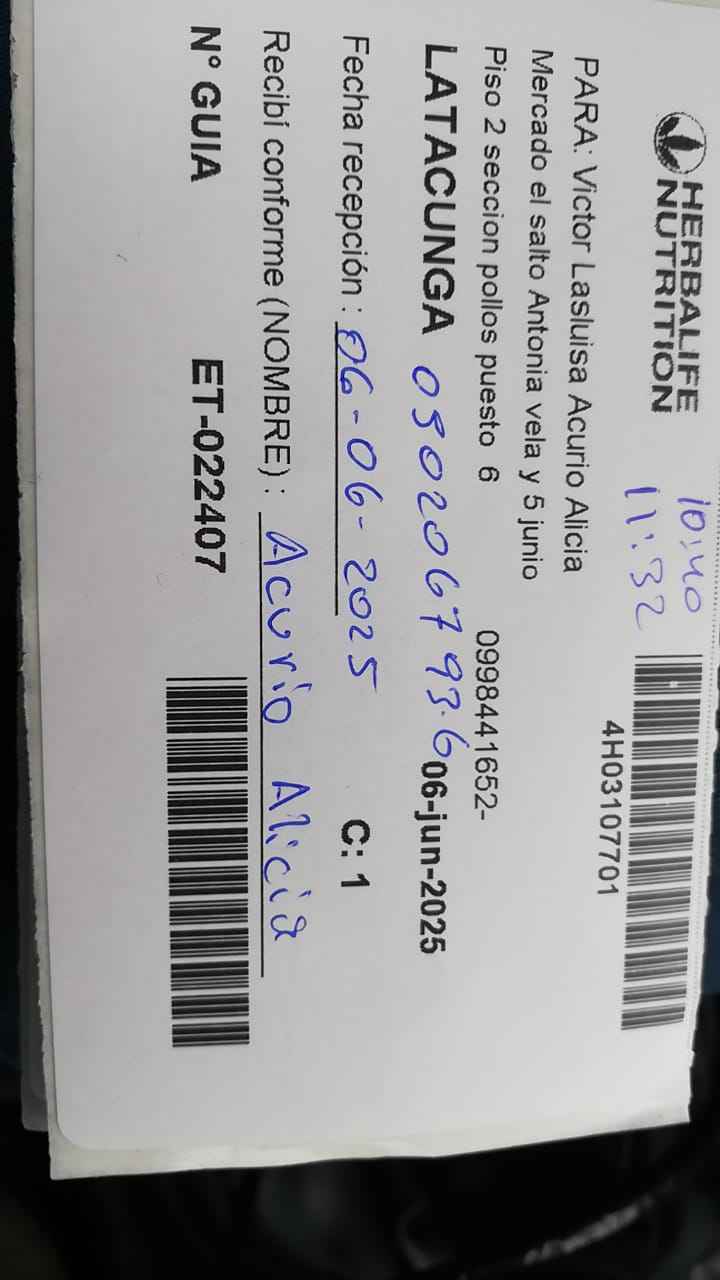 HERBALIFE
NUTRITION
10:40
11:32
4H03107701
PARA: Victor Lasluisa Acurio Alicia
Mercado el salto Antonia vela y 5 junio
Piso 2 seccion pollos puesto 6 0998441652-
LATACUNGA 050206793-6 06-jun-2025
Fecha recepción : 06-06-2025 C: 1
Recibí conforme (NOMBRE) : Acurio Alicia
N° GUIA ET-022407